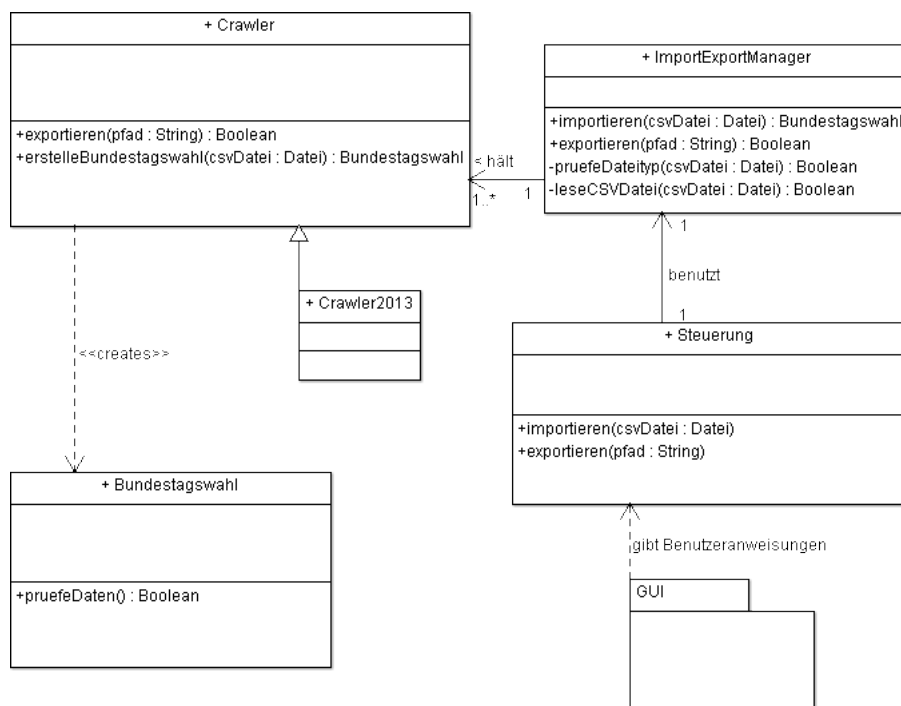 + Crawler
+exportieren(pfad : String) : Boolean
+erstelleBundestagswahl(csvDatei : Datei) : Bundestagswahl
+ ImportExportManager
+importieren(csvDatei : Datei) : Bundestagswahl
+exportieren(pfad : String) : Boolean
-pruefeDateityp(csvDatei : Datei) : Boolean
-leseCSVDatei(csvDatei : Datei) : Boolean
< hält
1..*
1
1
benutzt
1
+ Crawler2013
<<creates>>
+ Steuerung
+importieren(csvDatei : Datei)
+exportieren(pfad : String)
+ Bundestagswahl
+pruefeDaten() : Boolean
gibt Benutzeranweisungen
GUI